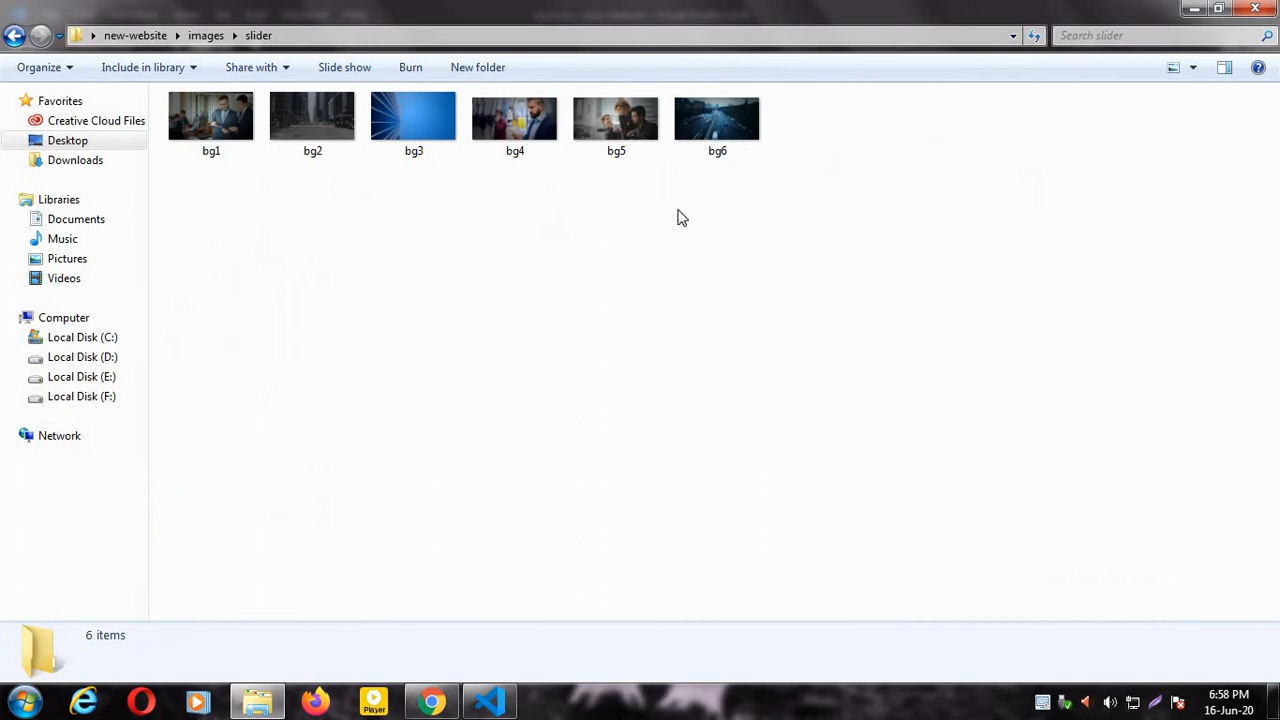 new-website images slider
Search slider
Organize Include in library Share with Slide show Burn New folder
Favorites
Creative Cloud Files
Desktop
Downloads
Libraries
Documents
Music
Pictures
Videos
Computer
Local Disk (C:)
Local Disk (D:)
Local Disk (E:)
Local Disk (F:)
Network
bg1 bg2 bg3 bg4 bg5 bg6
6 items
Player
6:58 PM
16-Jun-20